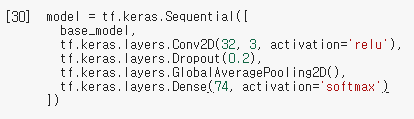 [30] model = tf.keras.Sequential([
base_model,
tf.keras.layers.Conv2D(32, 3, activation='relu'),
tf.keras.layers.Dropout(0.2),
tf.keras.layers.GlobalAveragePooling2D(),
tf.keras.layers.Dense(74, activation='softmax')
])